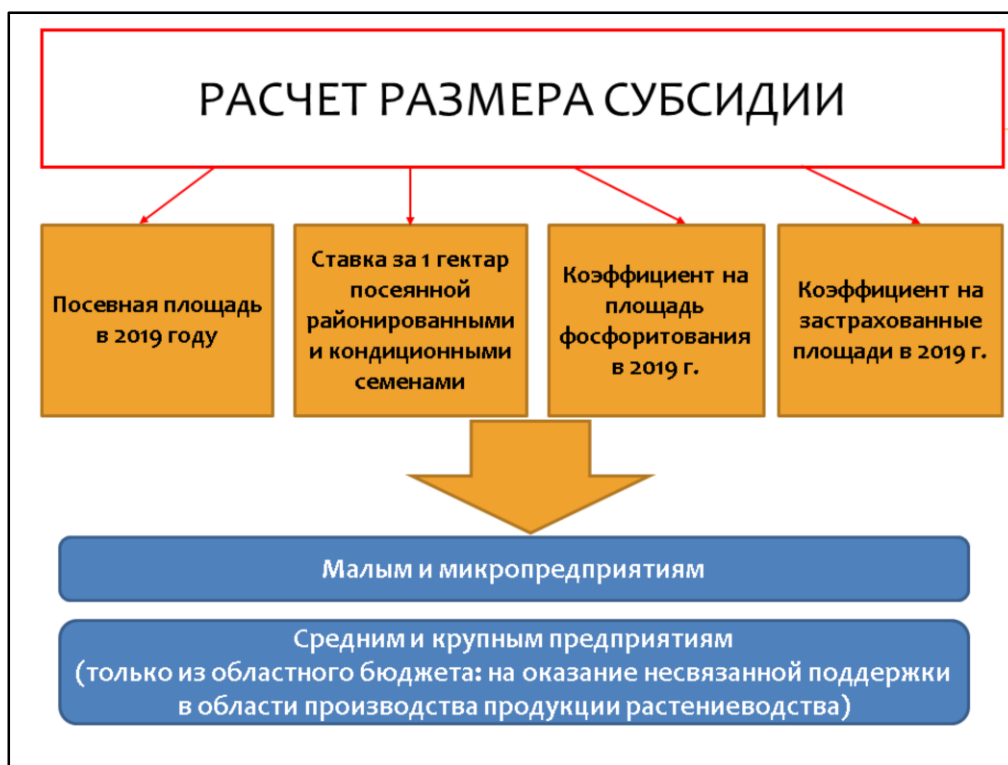 РАСЧЕТ РАЗМЕРА СУБСИДИИ
Посевная площадь
в 2019 году
Ставка за 1 гектар
посеянной
районированными
и кондиционными
семенами
Коэффициент на
площадь
фосфоритования
в 2019 г.
Коэффициент на
застрахованные
площади в 2019 г.
Малым и микропредприятиям
Средним и крупным предприятиям
(только из областного бюджета: на оказание несвязанной поддержки
в области производства продукции растениеводства)